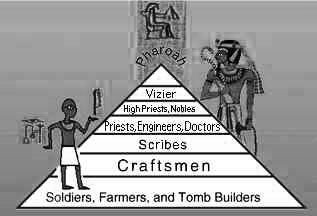 Pharoah
Vizier
High Priests, Nobles
Priests, Engineers, Doctors
Scribes
Craftsmen
Soldiers, Farmers, and Tomb Builders